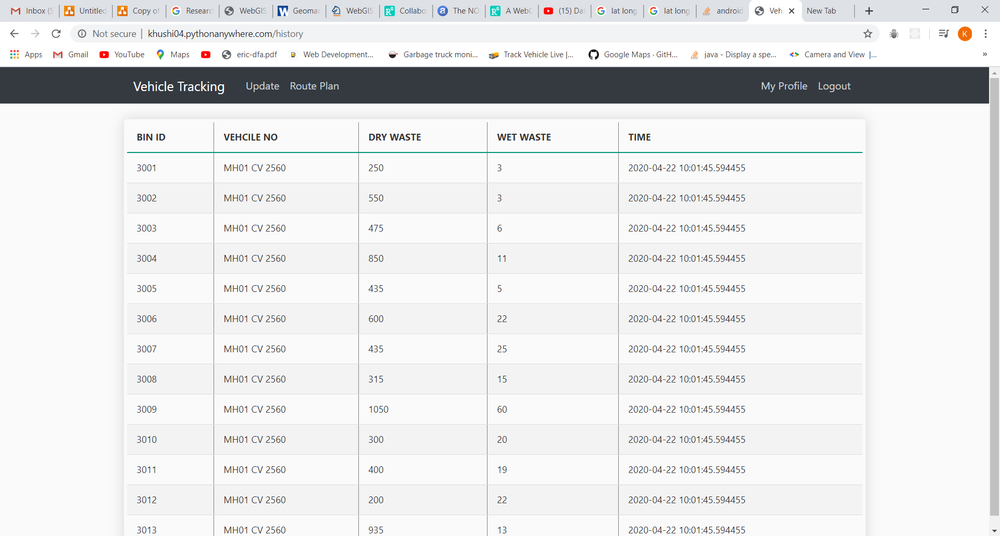 Inbox (5 Untitled Copy of Researc WebGIS Geomar WebGIS Collabo The NO A WebG (15) Dat lat long lat long android Vehi New Tab
Not secure | khushi04.pythonanywhere.com/history K
Apps Gmail YouTube Maps eric-dfa.pdf Web Development... Garbage truck moni... Track Vehicle Live |... Google Maps · GitH... java - Display a spe... Camera and View |... »
Vehicle Tracking Update Route Plan My Profile Logout
BIN ID VEHCILE NO DRY WASTE WET WASTE TIME
3001 MH01 CV 2560 250 3 2020-04-22 10:01:45.594455
3002 MH01 CV 2560 550 3 2020-04-22 10:01:45.594455
3003 MH01 CV 2560 475 6 2020-04-22 10:01:45.594455
3004 MH01 CV 2560 850 11 2020-04-22 10:01:45.594455
3005 MH01 CV 2560 435 5 2020-04-22 10:01:45.594455
3006 MH01 CV 2560 600 22 2020-04-22 10:01:45.594455
3007 MH01 CV 2560 435 25 2020-04-22 10:01:45.594455
3008 MH01 CV 2560 315 15 2020-04-22 10:01:45.594455
3009 MH01 CV 2560 1050 60 2020-04-22 10:01:45.594455
3010 MH01 CV 2560 300 20 2020-04-22 10:01:45.594455
3011 MH01 CV 2560 400 19 2020-04-22 10:01:45.594455
3012 MH01 CV 2560 200 22 2020-04-22 10:01:45.594455
3013 MH01 CV 2560 935 13 2020-04-22 10:01:45.594455